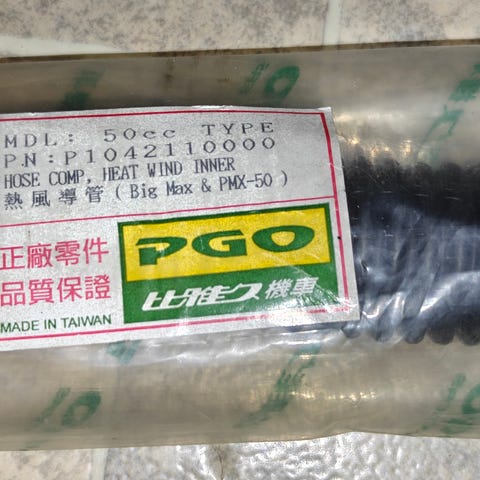 MDL: 50cc TYPE
P.N: P1042110000
HOSE COMP, HEAT WIND INNER
熱風導管 ( Big Max & PMX-50 )
正廠零件
品質保證
PGO
比雅久機車
MADE IN TAIWAN
PGO